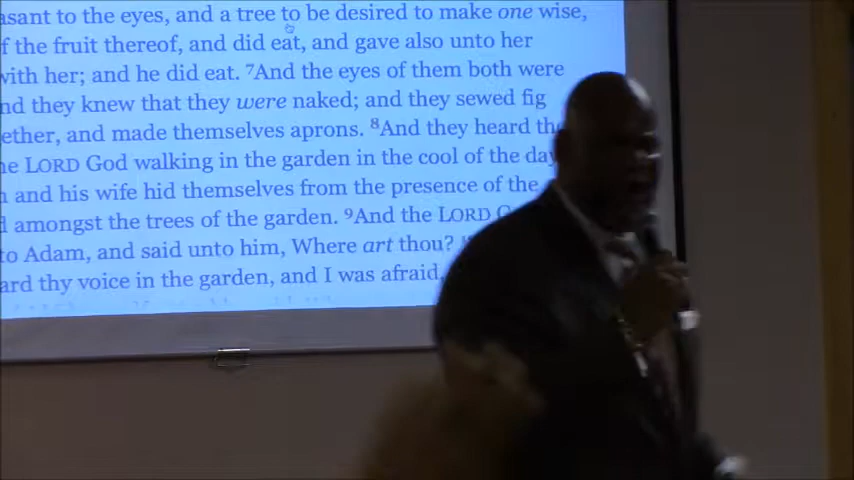 asant to the eyes, and a tree to be desired to make one wise,
f the fruit thereof, and did eat, and gave also unto her
with her; and he did eat. ⁷And the eyes of them both were
nd they knew that they were naked; and they sewed fig
ether, and made themselves aprons. ⁸And they heard the
he LORD God walking in the garden in the cool of the day
and his wife hid themselves from the presence of the
d amongst the trees of the garden. ⁹And the LORD G
to Adam, and said unto him, Where art thou?
ard thy voice in the garden, and I was afraid,